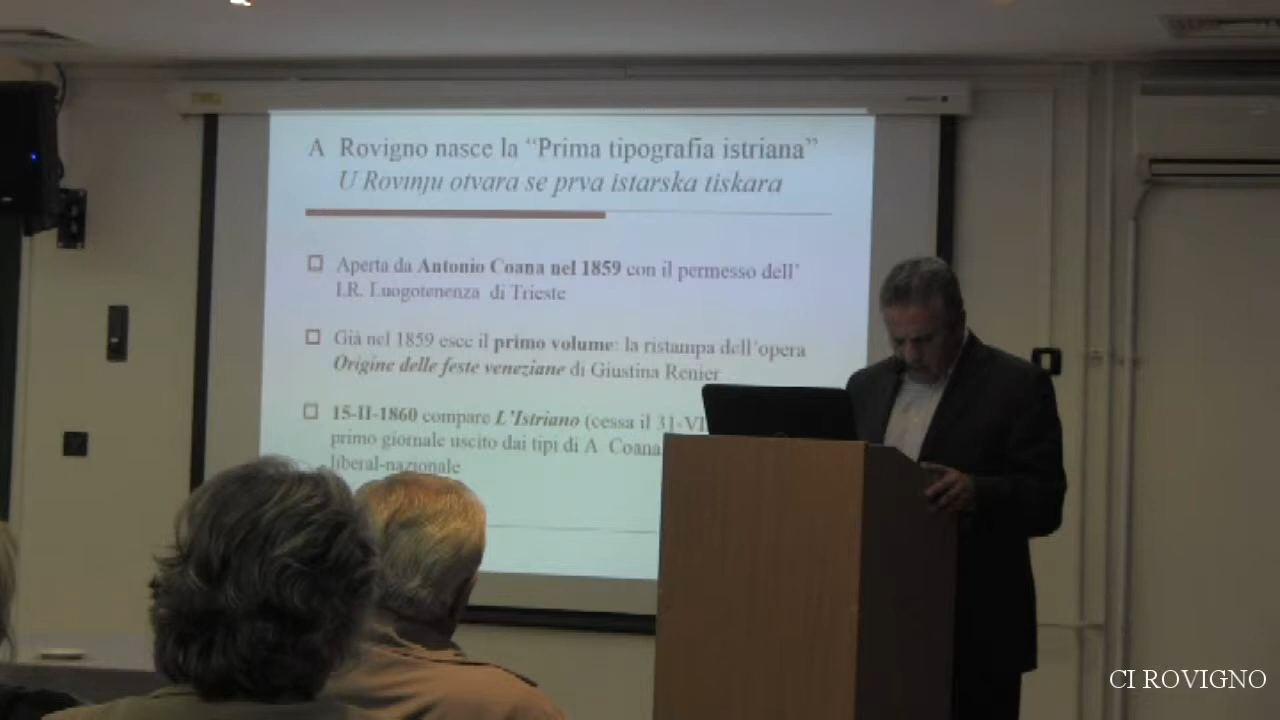 A Rovigno nasce la “Prima tipografia istriana”
U Rovinju otvara se prva istarska tiskara
Aperta da Antonio Coana nel 1859 con il permesso dell’
I.R. Luogotenenza di Trieste
Già nel 1859 esce il primo volume: la ristampa dell’opera
Origine delle feste veneziane di Giustina Renier
15-II-1860 compare L’Istriano (cessa il 31-VI
primo giornale uscito dai tipi di A Coana
liberal-nazionale
CI ROVIGNO